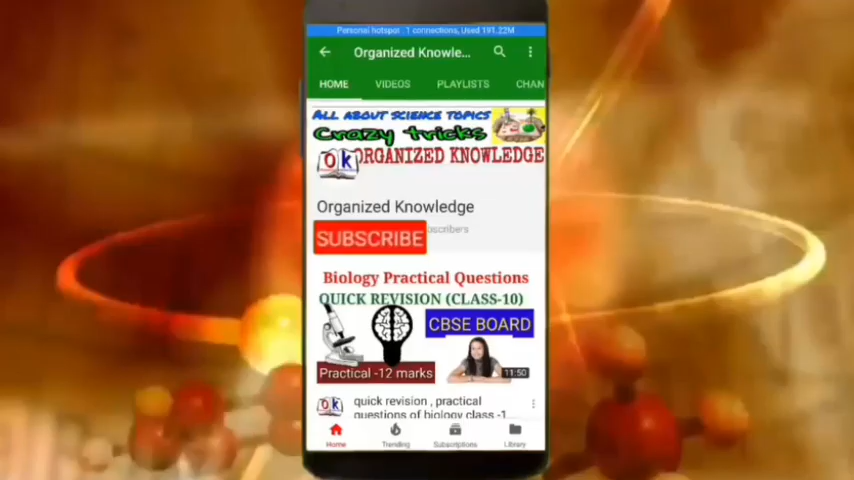 Personal hotspot : 1 connections, Used 191.22M
Organized Knowle...
HOME VIDEOS PLAYLISTS CHAN
ALL ABOUT SCIENCE TOPICS
Crazy tricks
ok ORGANIZED KNOWLEDGE
Organized Knowledge
SUBSCRIBE bscribers
Biology Practical Questions
QUICK REVISION (CLASS-10)
CBSE BOARD
Practical -12 marks
11:50
ok quick revision , practical
questions of biology class -1...
Home Trending Subscriptions Library